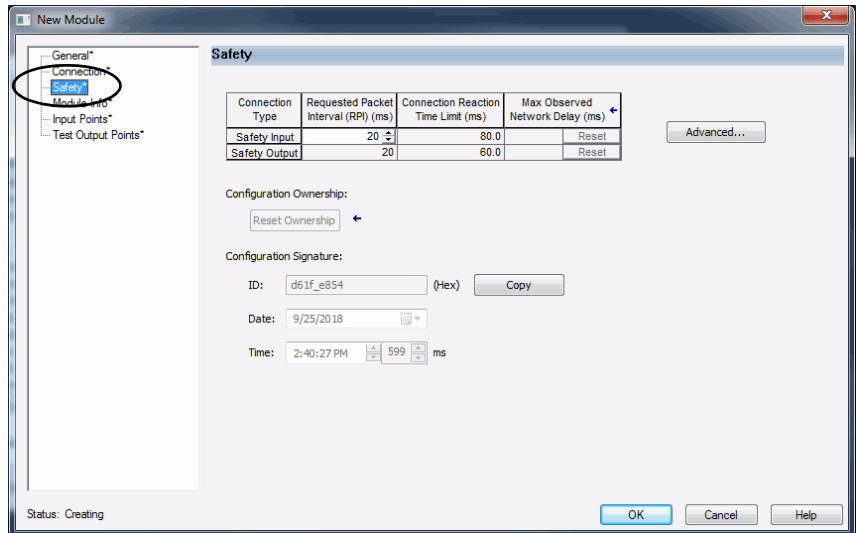 New Module
General*
Connection*
Safety*
Module Info*
Input Points*
Test Output Points*
Safety
Connection Type Requested Packet Interval (RPI) (ms) Connection Reaction Time Limit (ms) Max Observed Network Delay (ms)
Safety Input 20 80.0 Reset
Safety Output 20 60.0 Reset
Advanced...
Configuration Ownership:
Reset Ownership
Configuration Signature:
ID: d61f_e854 (Hex) Copy
Date: 9/25/2018
Time: 2:40:27 PM 599 ms
Status: Creating
OK Cancel Help